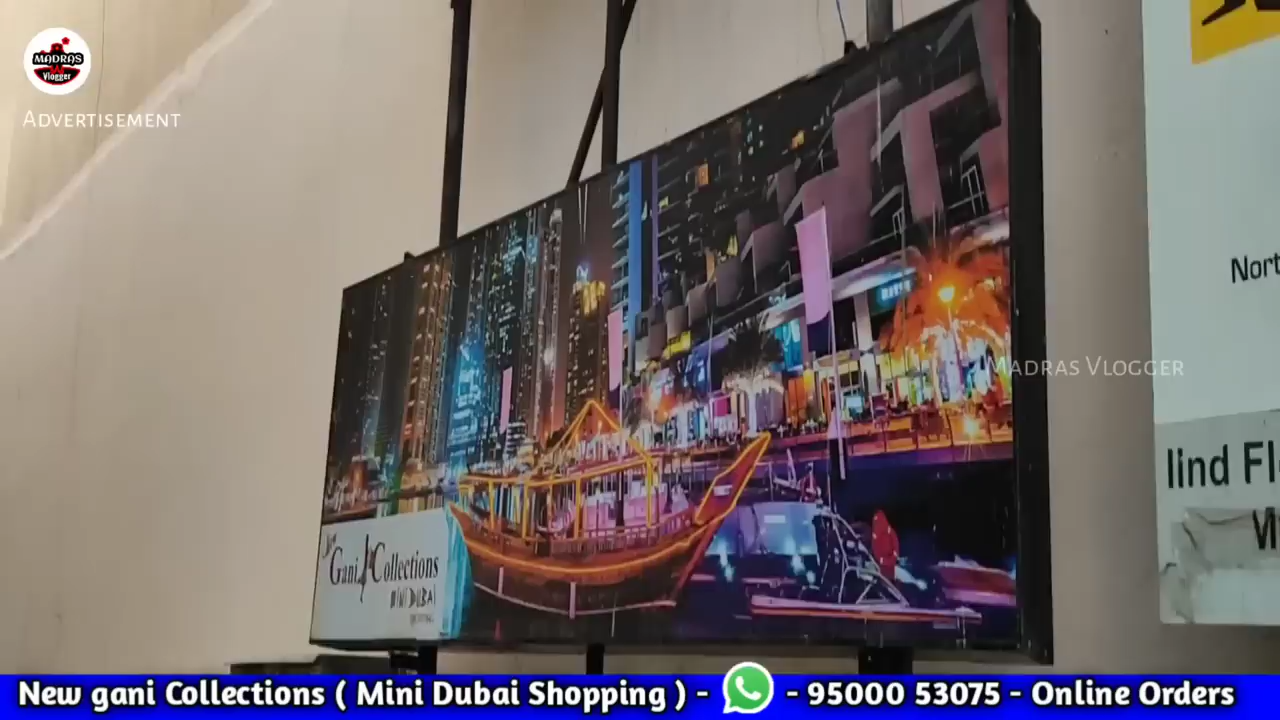 MADRAS
Vlogger
ADVERTISEMENT
Nort
MADRAS VLOGGER
lind Fl
New
Gani Collections
MINI DUBAI
New gani Collections ( Mini Dubai Shopping ) - - 95000 53075 - Online Orders